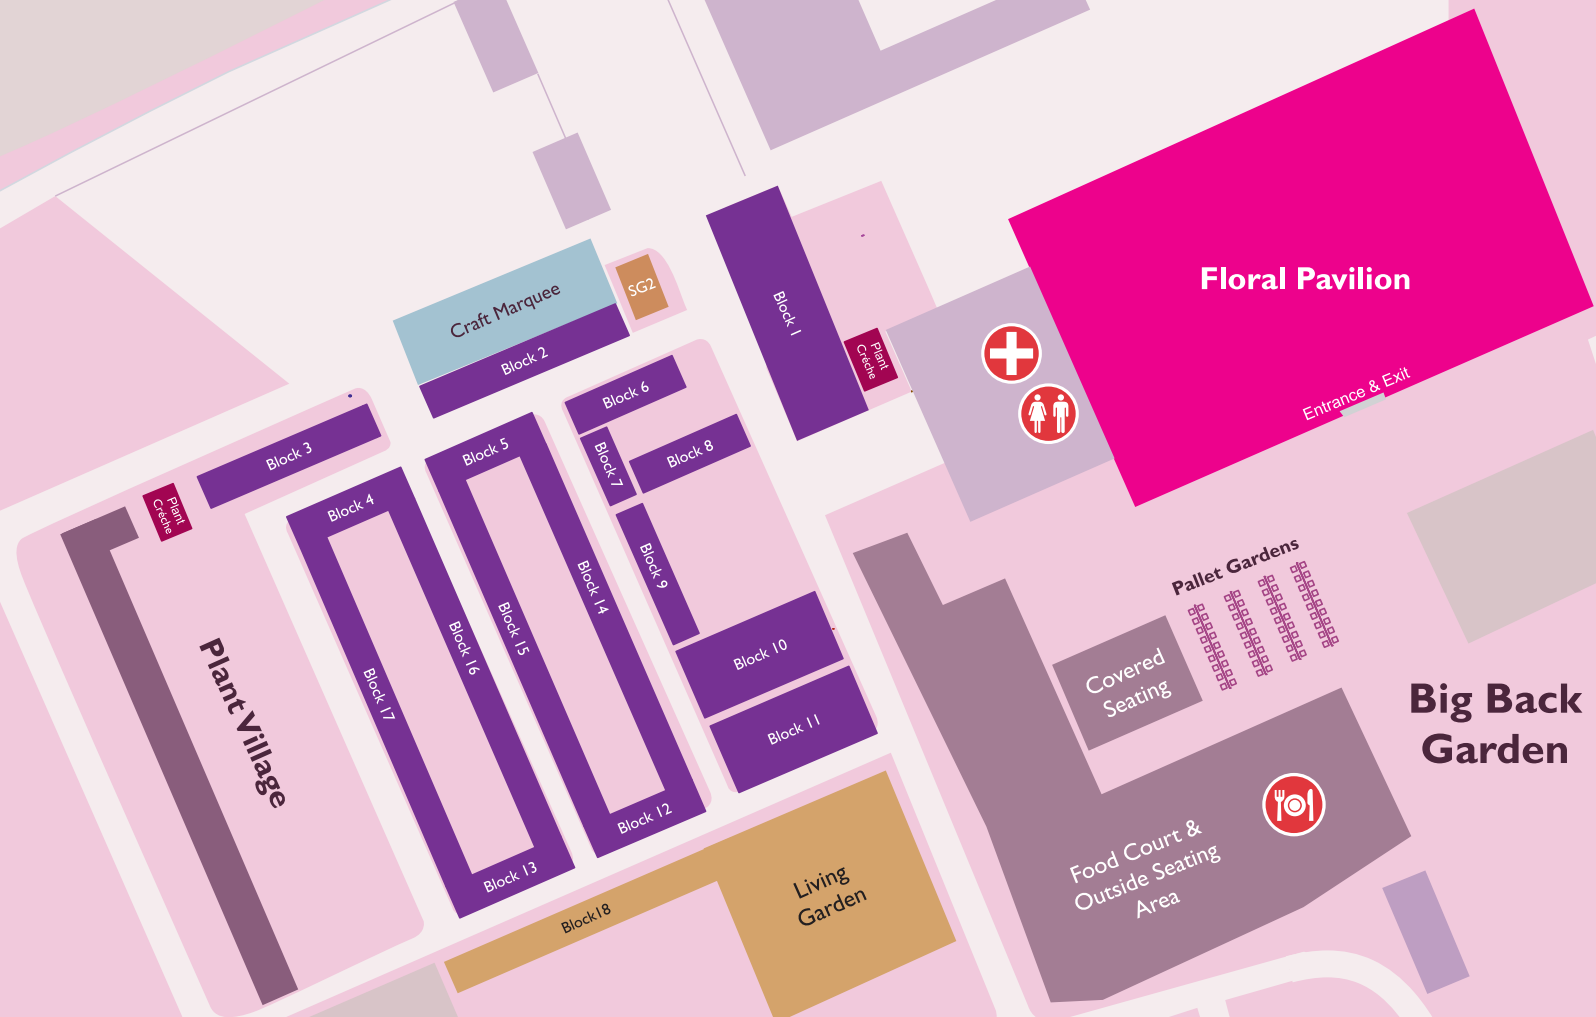 Floral Pavilion
Craft Marquee
SG2
Block 1
Block 2
Plant
Créche
Entrance & Exit
Block 6
Block 3
Block 5
Block 8
Block 7
Plant
Créche
Block 4
Pallet Gardens
Block 9
Block 14
Block 15
Block 16
Block 10
Covered
Seating
Block 17
Plant Village
Block 11
Big Back
Garden
Block 12
Block 13
Food Court &
Outside Seating
Area
Living
Garden
Block18